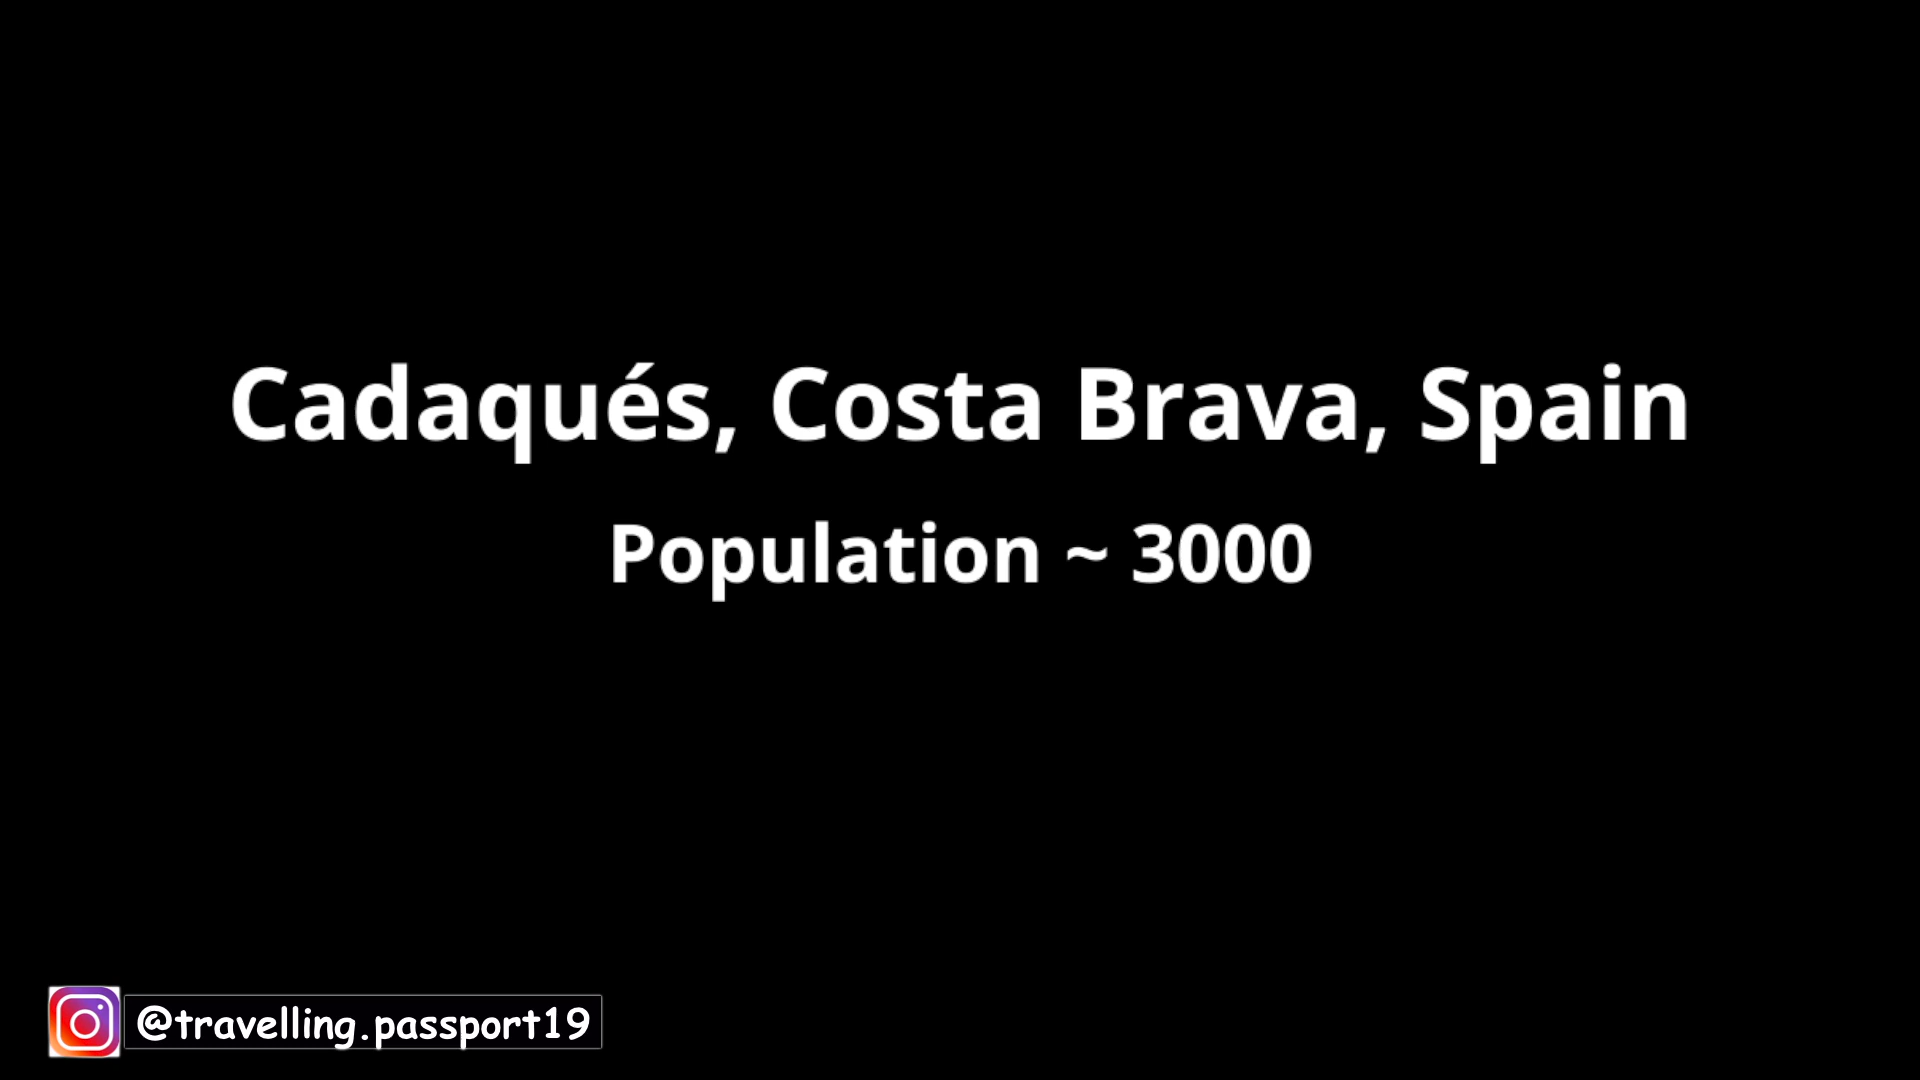 Cadaqués, Costa Brava, Spain
Population ~ 3000
@travelling.passport19